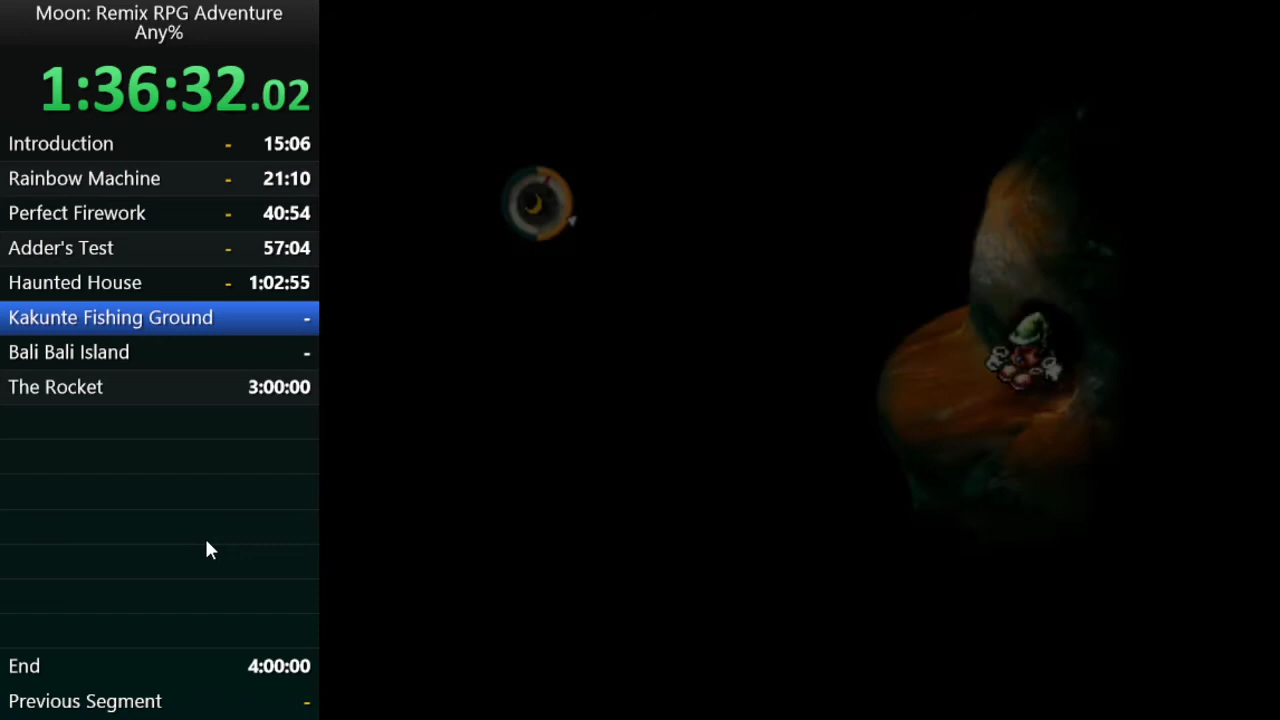 Moon: Remix RPG Adventure
Any%
1:36:32.02
Introduction - 15:06
Rainbow Machine - 21:10
Perfect Firework - 40:54
Adder's Test - 57:04
Haunted House - 1:02:55
Kakunte Fishing Ground -
Bali Bali Island -
The Rocket 3:00:00
End 4:00:00
Previous Segment -